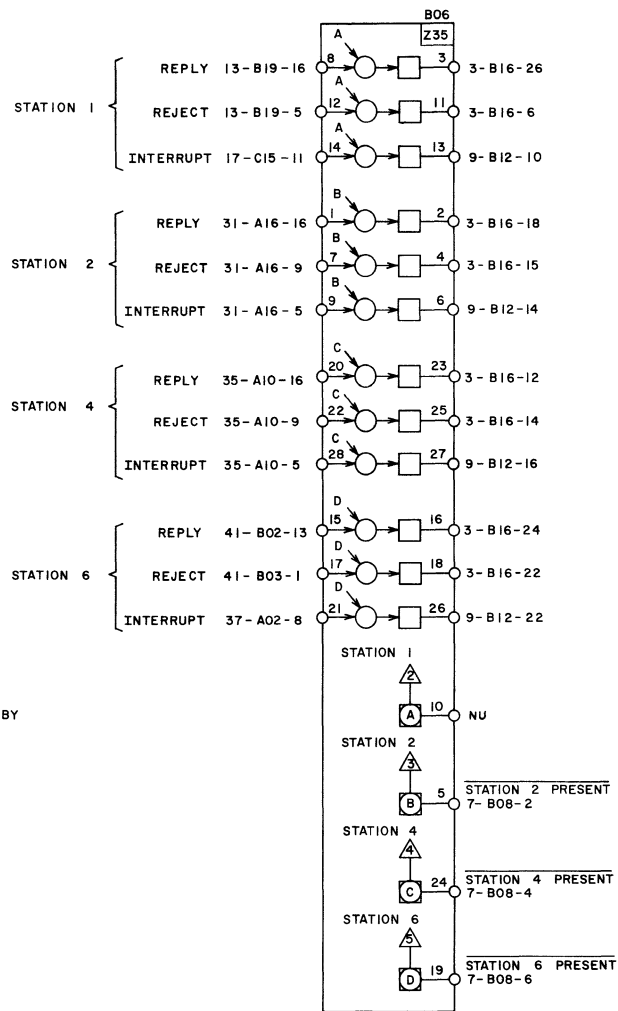 B06
Z35
STATION 1
A
REPLY 13-B19-16 8 3 3-B16-26
A
REJECT 13-B19-5 12 11 3-B16-6
A
INTERRUPT 17-C15-11 14 13 9-B12-10
STATION 2
B
REPLY 31-A16-16 1 2 3-B16-18
B
REJECT 31-A16-9 7 4 3-B16-15
B
INTERRUPT 31-A16-5 9 6 9-B12-14
STATION 4
C
REPLY 35-A10-16 20 23 3-B16-12
C
REJECT 35-A10-9 22 25 3-B16-14
C
INTERRUPT 35-A10-5 28 27 9-B12-16
STATION 6
D
REPLY 41-B02-13 15 16 3-B16-24
D
REJECT 41-B03-1 17 18 3-B16-22
D
INTERRUPT 37-A02-8 21 26 9-B12-22
STATION 1
2
BY
A 10 NU
STATION 2
3
B 5 STATION 2 PRESENT
7-B08-2
STATION 4
4
C 24 STATION 4 PRESENT
7-B08-4
STATION 6
5
D 19 STATION 6 PRESENT
7-B08-6